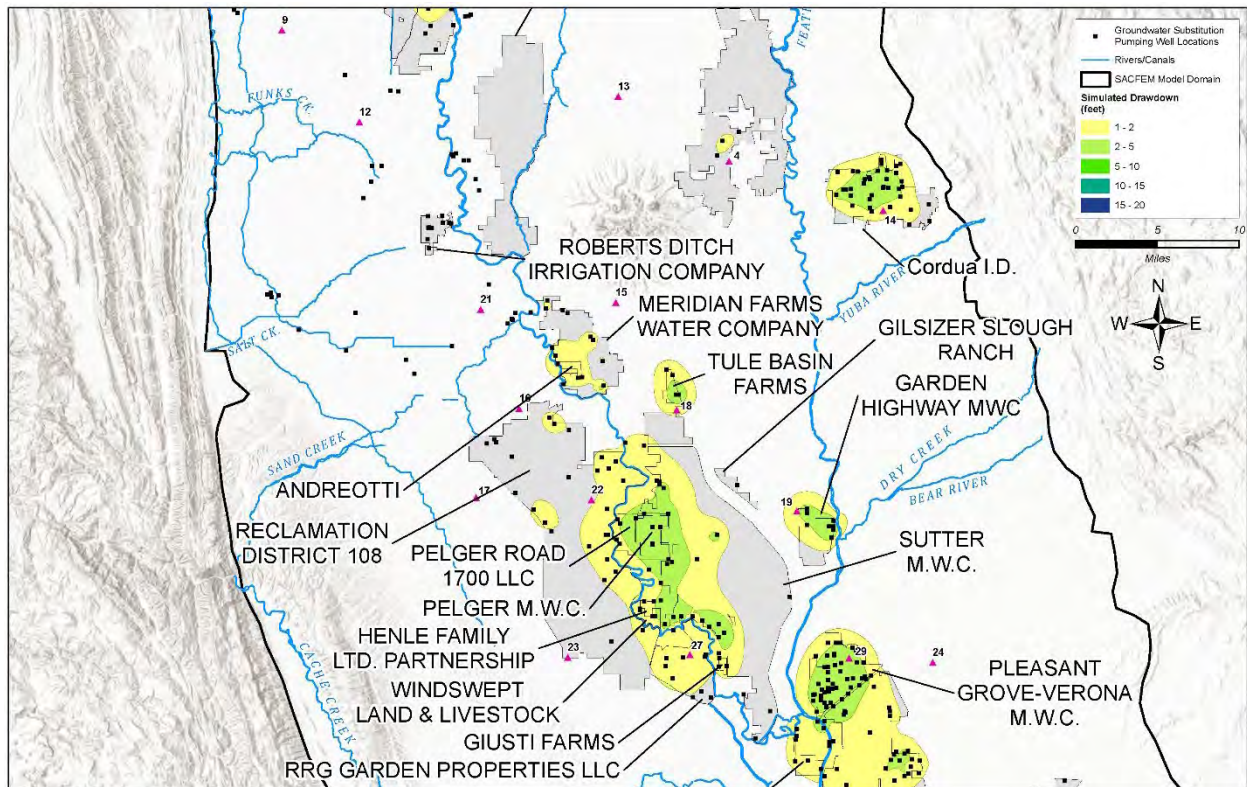 9
13
12
4
14
FUNKS CK.
FEATH
ROBERTS DITCH
IRRIGATION COMPANY
Cordua I.D.
YUBA RIVER
21
15
MERIDIAN FARMS
WATER COMPANY
GILSIZER SLOUGH
RANCH
SALT CK.
TULE BASIN
FARMS
GARDEN
HIGHWAY MWC
16
18
SAND CREEK
DRY CREEK
BEAR RIVER
ANDREOTTI
17
22
19
RECLAMATION
DISTRICT 108
PELGER ROAD
1700 LLC
SUTTER
M.W.C.
PELGER M.W.C.
HENLE FAMILY
LTD. PARTNERSHIP
23
27
29
24
CACHE CREEK
WINDSWEPT
LAND & LIVESTOCK
PLEASANT
GROVE-VERONA
M.W.C.
GIUSTI FARMS
RRG GARDEN PROPERTIES LLC
Groundwater Substitution
Pumping Well Locations
Rivers/Canals
SACFEM Model Domain
Simulated Drawdown
(feet)
1 - 2
2 - 5
5 - 10
10 - 15
15 - 20
0 5 10
Miles
N
W E
S